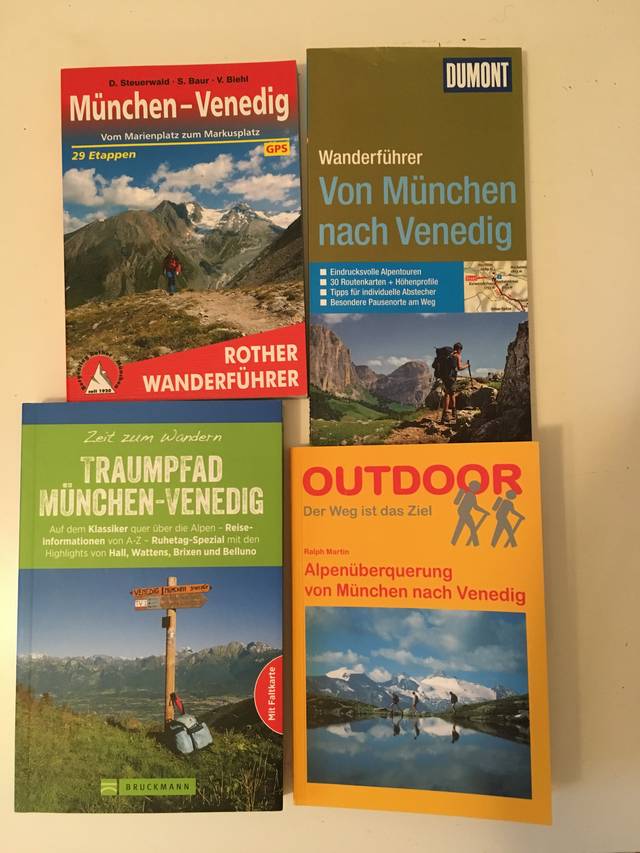 D. Steuerwald · S. Baur · V. Biehl
München – Venedig
Vom Marienplatz zum Markusplatz
29 Etappen
GPS
ROTHER
WANDERFÜHRER
seit 1920
DUMONT
Wanderführer
Von München
nach Venedig
Eindrucksvolle Alpentouren
30 Routenkarten + Höhenprofile
Tipps für individuelle Abstecher
Besondere Pausenorte am Weg
Zeit zum Wandern
TRAUMPFAD
MÜNCHEN-VENEDIG
Auf dem Klassiker quer über die Alpen – Reise-
informationen von A-Z – Ruhetag-Spezial mit den
Highlights von Hall, Wattens, Brixen und Belluno
VENEDIG MÜNCHEN
Mit Faltkarte
BRUCKMANN
OUTDOOR
Der Weg ist das Ziel
Ralph Martin
Alpenüberquerung
von München nach Venedig